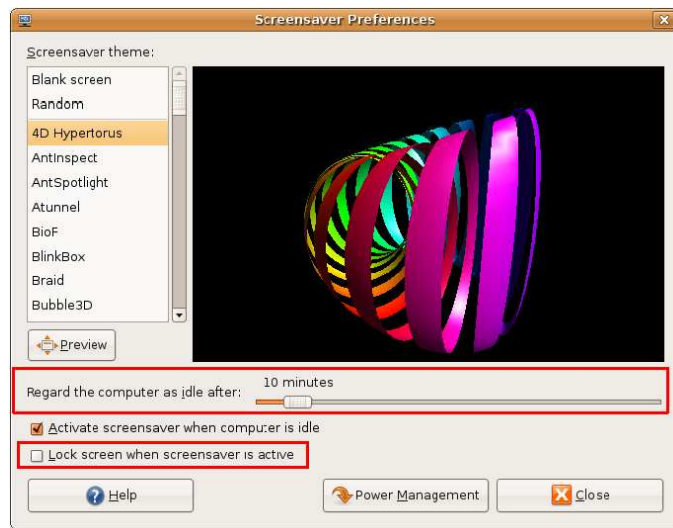 Screensaver Preferences
Screensaver theme:
Blank screen
Random
4D Hypertorus
AntInspect
AntSpotlight
Atunnel
BioF
BlinkBox
Braid
Bubble3D
Preview
10 minutes
Regard the computer as idle after:
Activate screensaver when computer is idle
Lock screen when screensaver is active
Help
Power Management
Close